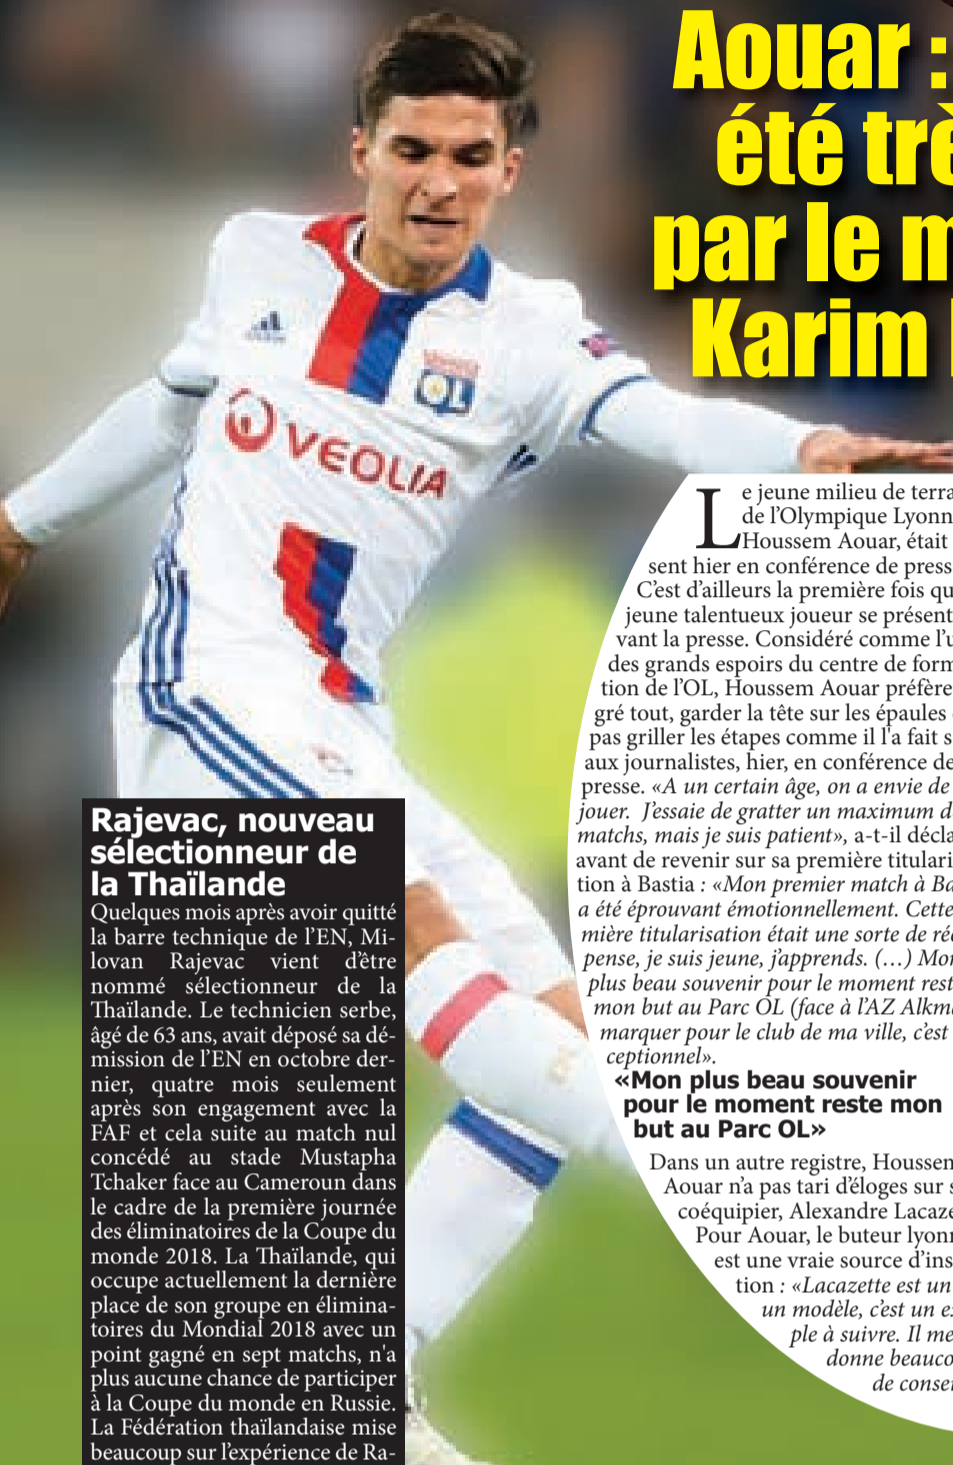 Aouar :
été trè
par le m
Karim
VEOLIA
OL
Le jeune milieu de terra
de l’Olympique Lyonn
Houssem Aouar, était
sent hier en conférence de press
C’est d’ailleurs la première fois qu
jeune talentueux joueur se présent
vant la presse. Considéré comme l’u
des grands espoirs du centre de form
tion de l’OL, Houssem Aouar préfère
gré tout, garder la tête sur les épaules
pas griller les étapes comme il l'a fait s
aux journalistes, hier, en conférence de
presse. «A un certain âge, on a envie de
jouer. J’essaie de gratter un maximum d
matchs, mais je suis patient», a-t-il décla
avant de revenir sur sa première titulari
tion à Bastia : «Mon premier match à Ba
a été éprouvant émotionnellement. Cette
mière titularisation était une sorte de réc
pense, je suis jeune, j’apprends. (…) Mon
plus beau souvenir pour le moment rest
mon but au Parc OL (face à l’AZ Alkm
marquer pour le club de ma ville, c’est
ceptionnel».
«Mon plus beau souvenir
pour le moment reste mon
but au Parc OL»
Dans un autre registre, Houssem
Aouar n’a pas tari d’éloges sur s
coéquipier, Alexandre Lacaze
Pour Aouar, le buteur lyonn
est une vraie source d’ins
tion : «Lacazette est un
un modèle, c’est un ex
ple à suivre. Il me
donne beauco
de conse
Rajevac, nouveau
sélectionneur de
la Thaïlande
Quelques mois après avoir quitté
la barre technique de l’EN, Mi-
lovan Rajevac vient d’être
nommé sélectionneur de la
Thaïlande. Le technicien serbe,
âgé de 63 ans, avait déposé sa dé-
mission de l’EN en octobre der-
nier, quatre mois seulement
après son engagement avec la
FAF et cela suite au match nul
concédé au stade Mustapha
Tchaker face au Cameroun dans
le cadre de la première journée
des éliminatoires de la Coupe du
monde 2018. La Thaïlande, qui
occupe actuellement la dernière
place de son groupe en élimina-
toires du Mondial 2018 avec un
point gagné en sept matchs, n'a
plus aucune chance de participer
à la Coupe du monde en Russie.
La Fédération thaïlandaise mise
beaucoup sur l’expérience de Ra-